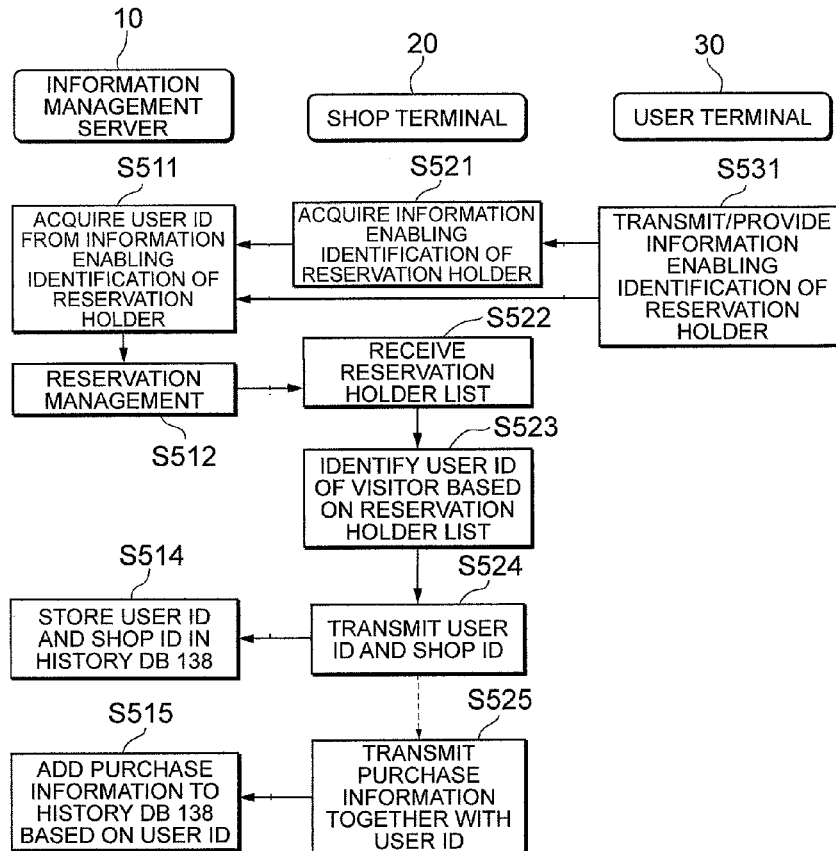 10
20
30
INFORMATION
MANAGEMENT
SERVER
SHOP TERMINAL
USER TERMINAL
S511
S521
S531
ACQUIRE USER ID
FROM INFORMATION
ENABLING
IDENTIFICATION OF
RESERVATION
HOLDER
ACQUIRE INFORMATION
ENABLING
IDENTIFICATION OF
RESERVATION HOLDER
TRANSMIT/PROVIDE
INFORMATION
ENABLING
IDENTIFICATION OF
RESERVATION
HOLDER
S522
RESERVATION
MANAGEMENT
RECEIVE
RESERVATION
HOLDER LIST
S512
S523
IDENTIFY USER ID
OF VISITOR BASED
ON RESERVATION
HOLDER LIST
S514
S524
STORE USER ID
AND SHOP ID IN
HISTORY DB 138
TRANSMIT USER
ID AND SHOP ID
S515
S525
ADD PURCHASE
INFORMATION TO
HISTORY DB 138
BASED ON USER ID
TRANSMIT
PURCHASE
INFORMATION
TOGETHER WITH
USER ID